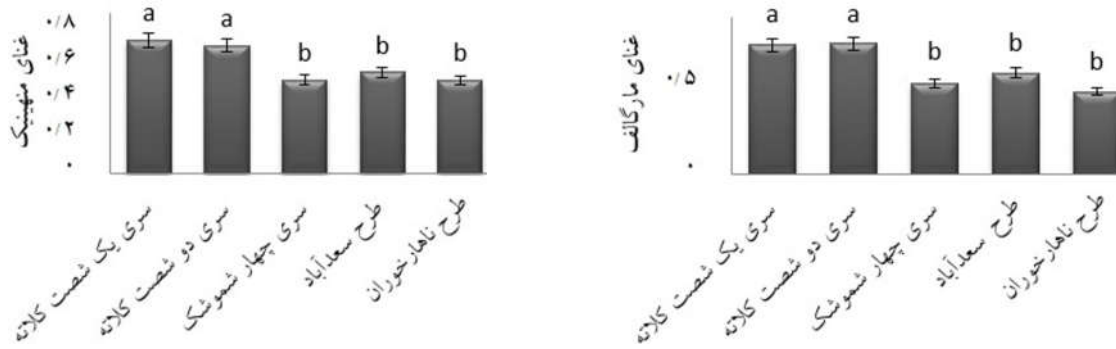 غنای منهینیک
۰/۸
۰/۶
۰/۴
۰/۲
۰
a
a
b
b
b
سری یک شصت کلاته
سری دو شصت کلاته
سری چهار شموشک
طرح سعدآباد
طرح ناهارخوران
غنای مارگالف
۰/۵
۰
a
a
b
b
b
سری یک شصت کلاته
سری دو شصت کلاته
سری چهار شموشک
طرح سعدآباد
طرح ناهارخوران